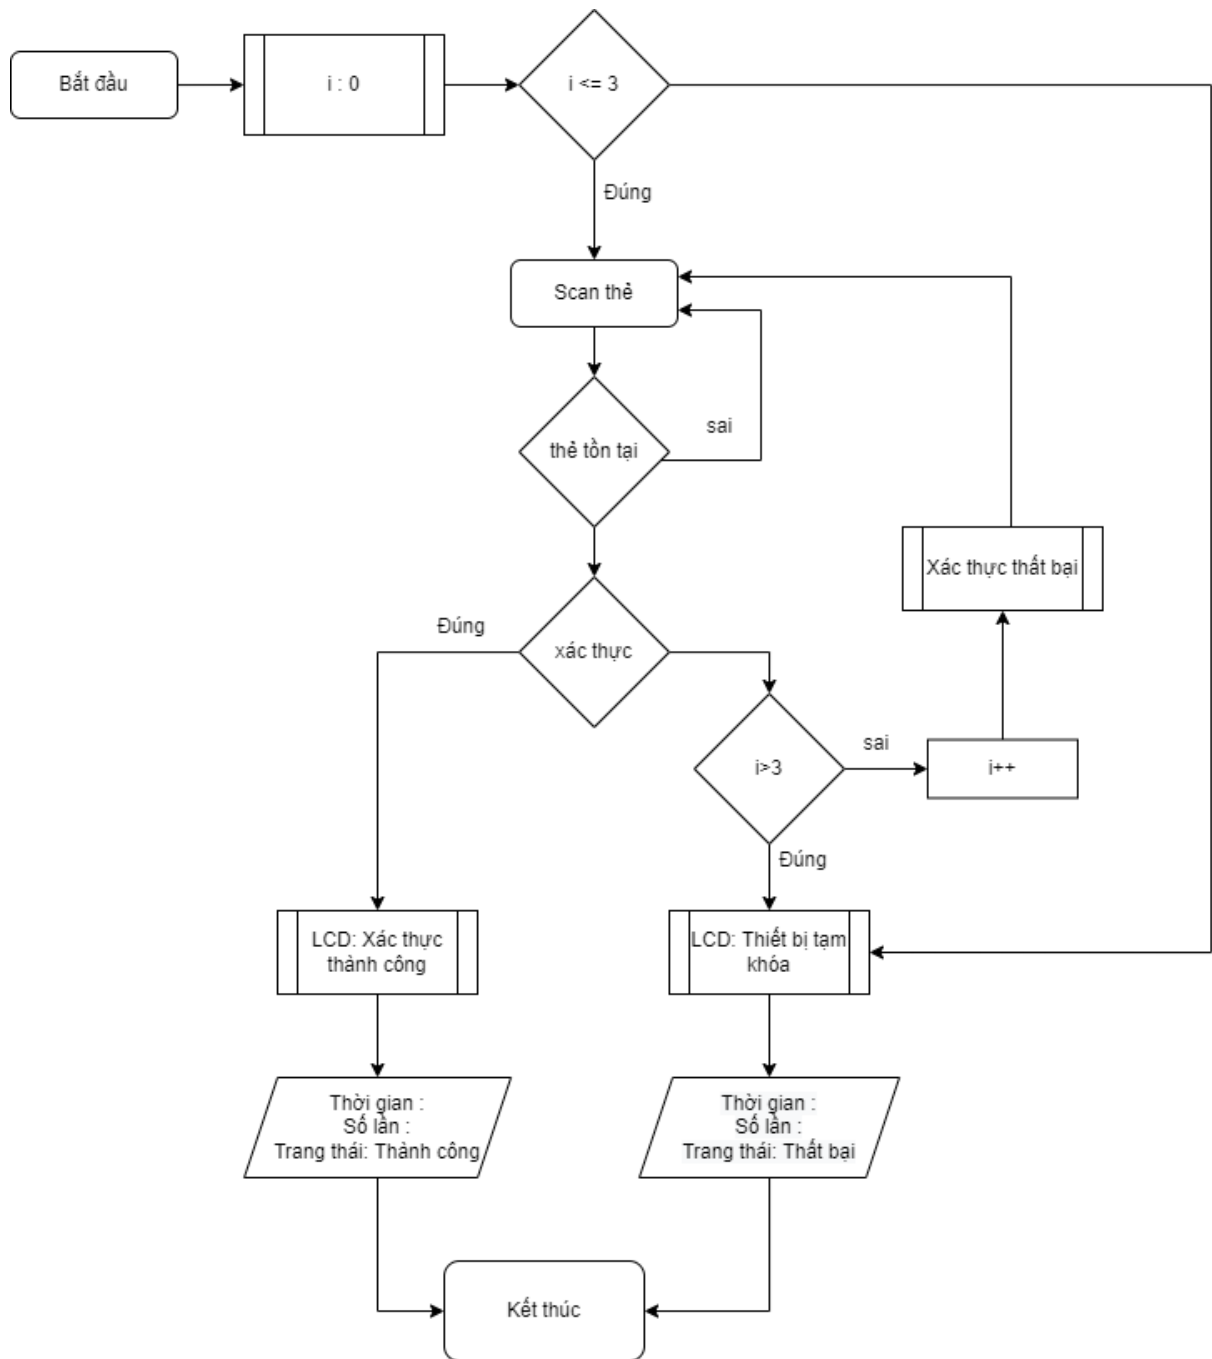 Bắt đầu
i : 0
i <= 3
Đúng
Scan thẻ
thẻ tồn tại
sai
xác thực
Đúng
i>3
sai
i++
Xác thực thất bại
Đúng
LCD: Xác thực
thành công
LCD: Thiết bị tạm
khóa
Thời gian :
Số lần :
Trang thái: Thành công
Thời gian :
Số lần :
Trang thái: Thất bại
Kết thúc